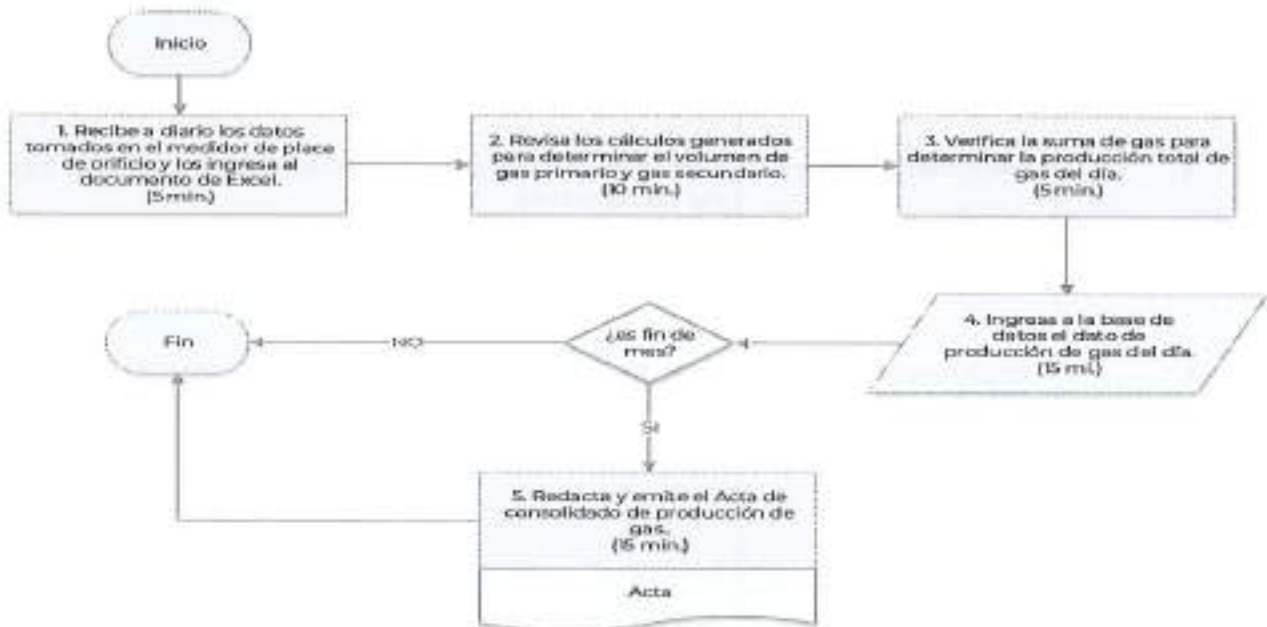 Inicio
1. Recibe a diario los datos
tomados en el medidor de place
de orificio y los ingresa al
documento de Excel.
(5 min.)
2. Revisa los cálculos generados
para determinar el volumen de
gas primario y gas secundario.
(10 min.)
3. Verifica la suma de gas para
determinar la producción total de
gas del día.
(5 min.)
4. Ingresa a la base de
datos el dato de
producción de gas del día.
(15 mi.)
¿es fin de
mes?
NO
Fin
SI
5. Redacta y emite el Acta de
consolidado de producción de
gas.
(15 min.)
Acta